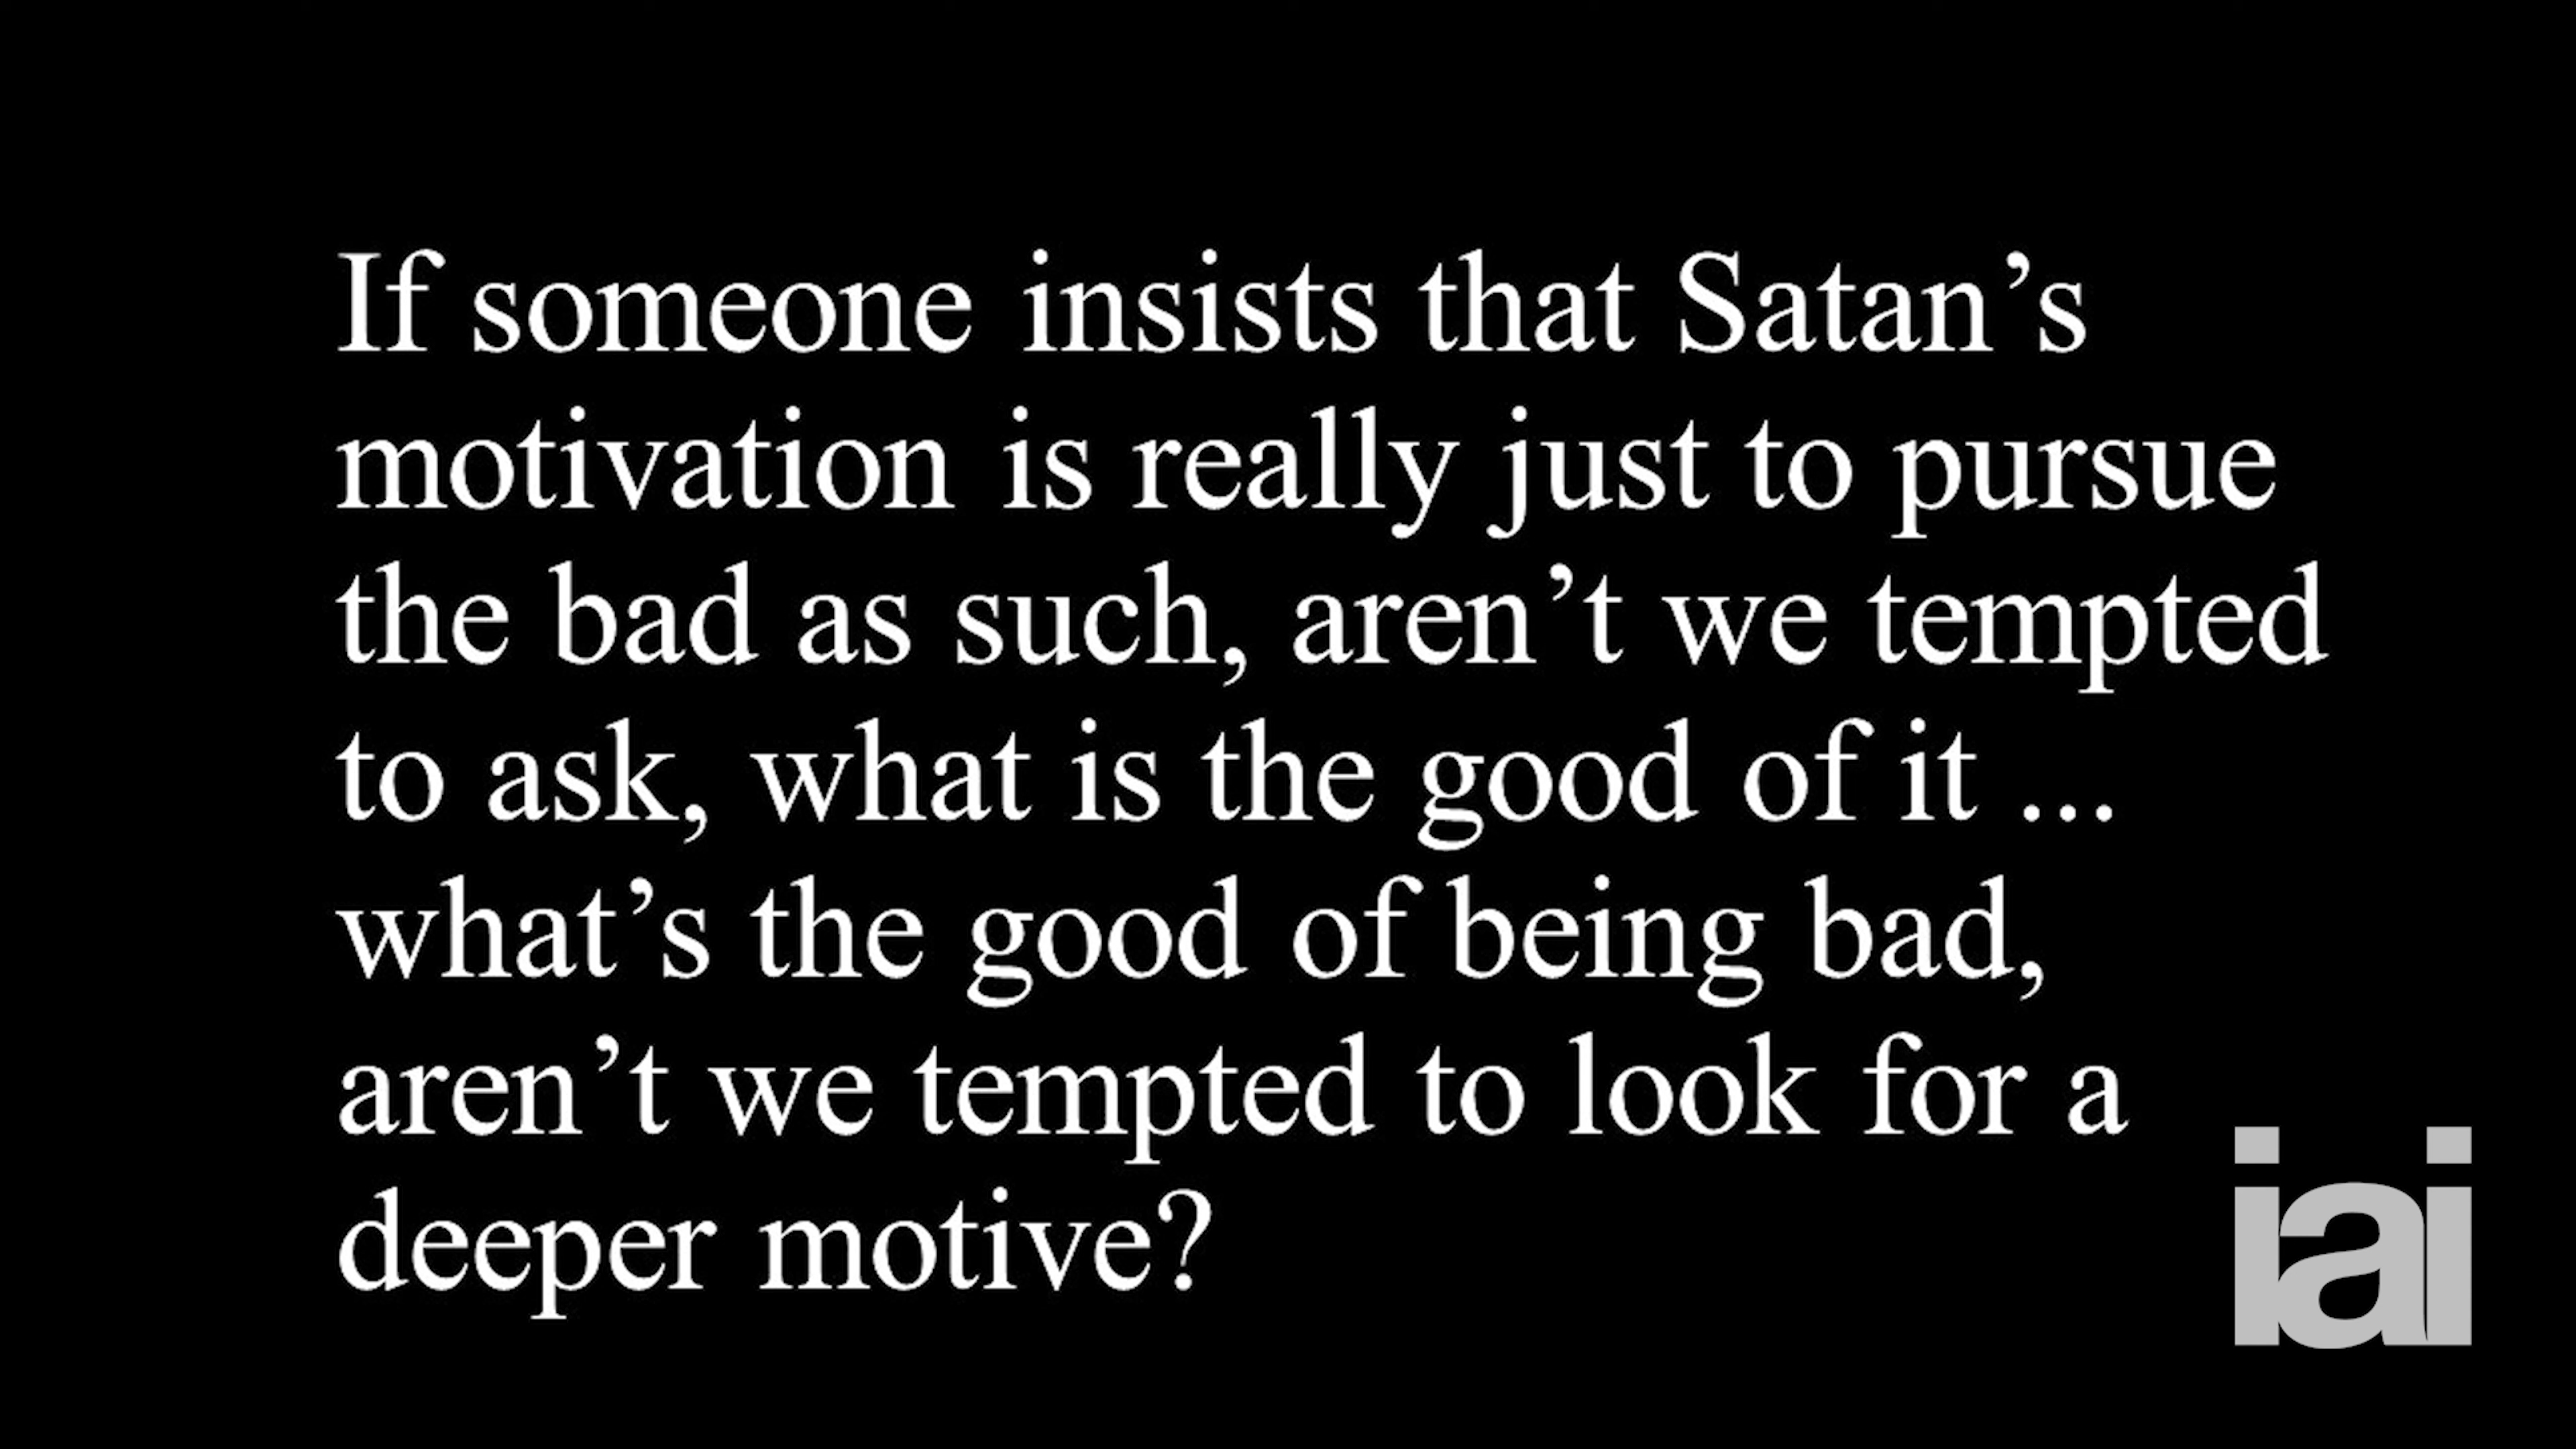 If someone insists that Satan’s
motivation is really just to pursue
the bad as such, aren’t we tempted
to ask, what is the good of it ...
what’s the good of being bad,
aren’t we tempted to look for a
deeper motive?
iai